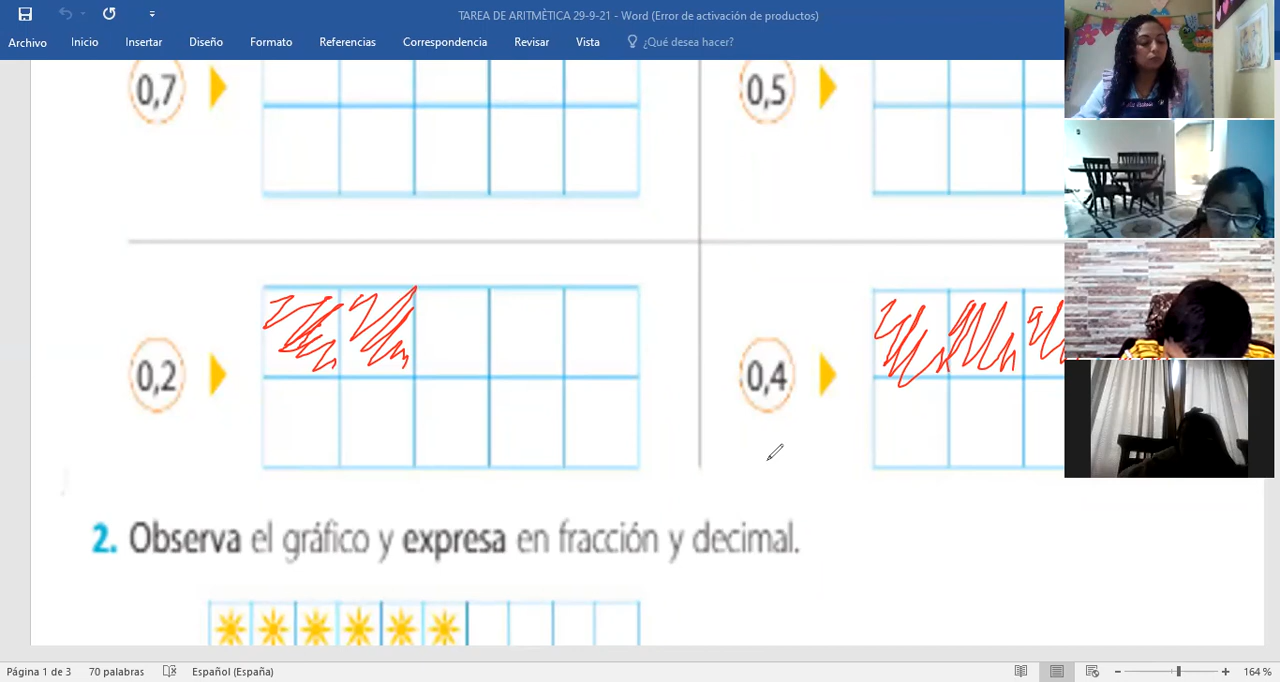 TAREA DE ARITMÈTICA 29-9-21 - Word (Error de activación de productos)
Archivo Inicio Insertar Diseño Formato Referencias Correspondencia Revisar Vista ¿Qué desea hacer?
0,7 0,5
0,2 0,4
2. Observa el gráfico y expresa en fracción y decimal.
Página 1 de 3 70 palabras Español (España) 164 %